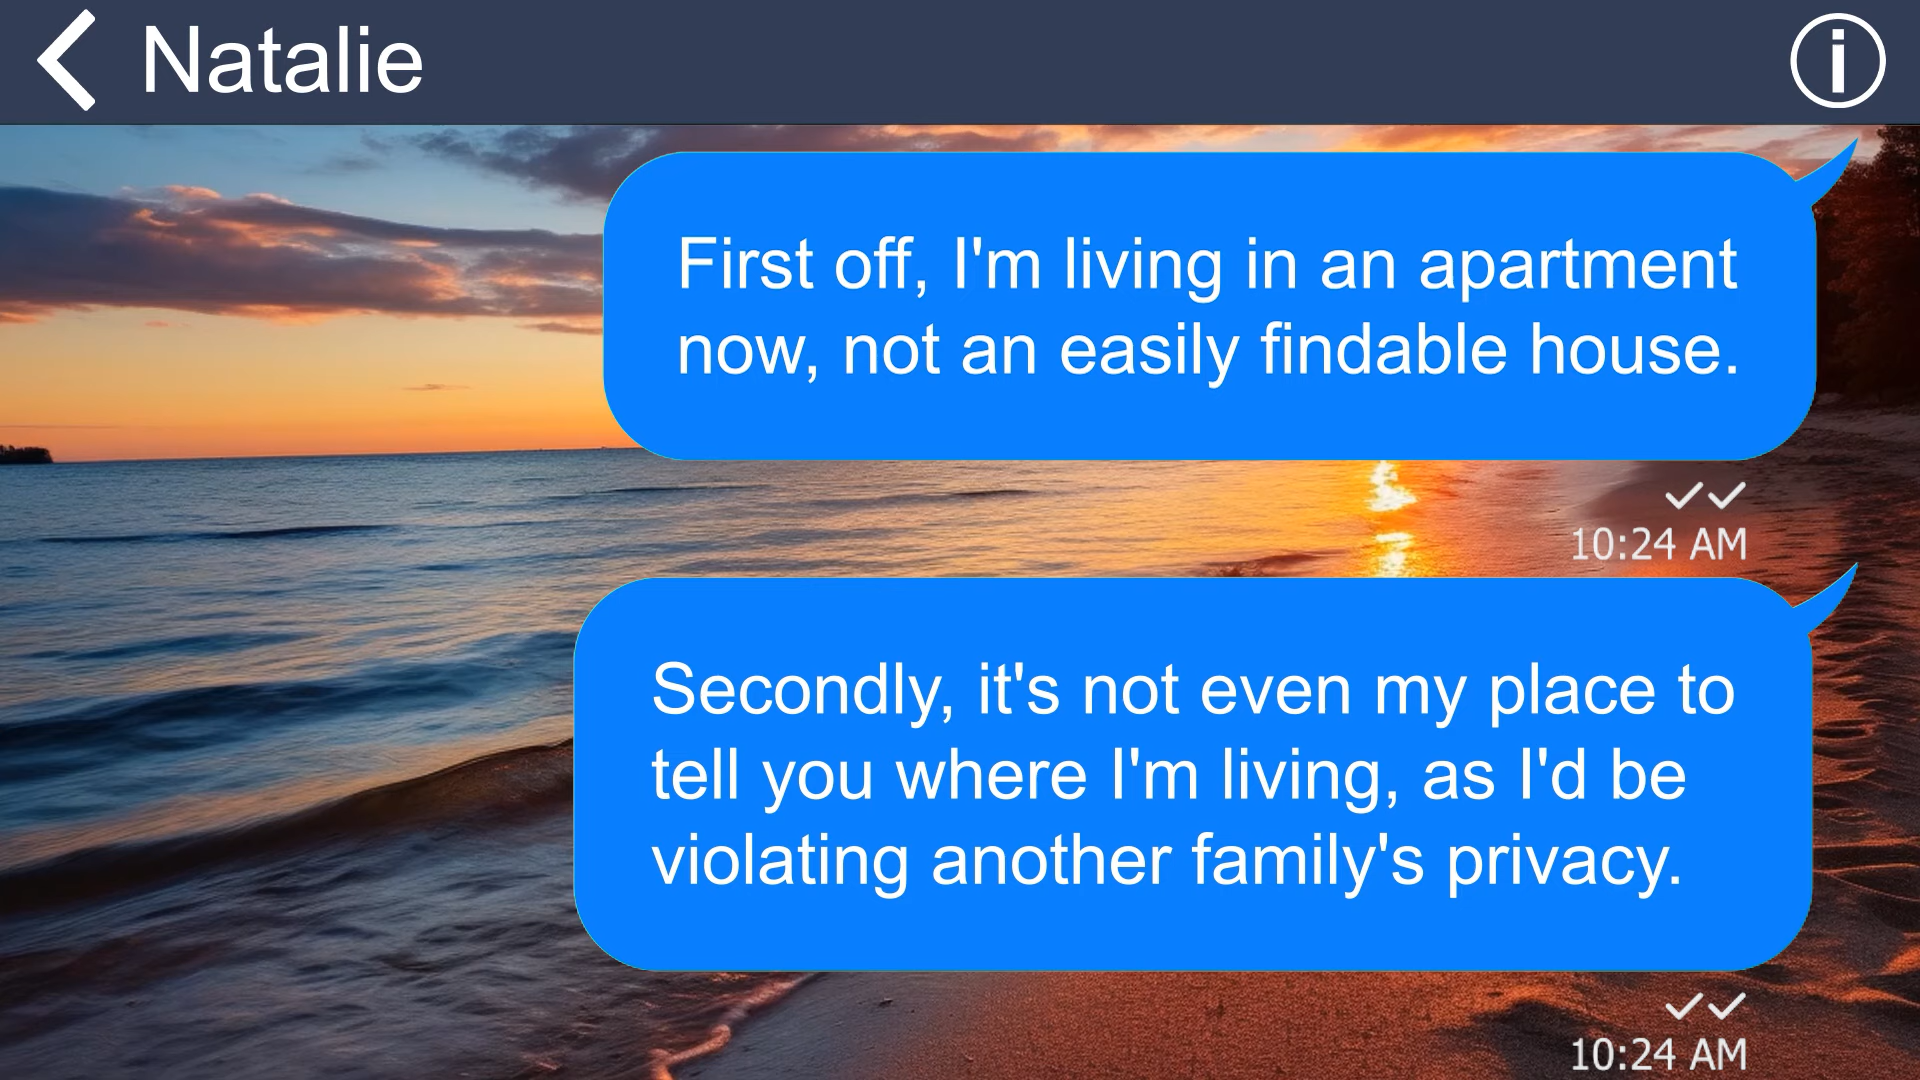 Natalie
First off, I'm living in an apartment
now, not an easily findable house.
10:24 AM
Secondly, it's not even my place to
tell you where I'm living, as I'd be
violating another family's privacy.
10:24 AM